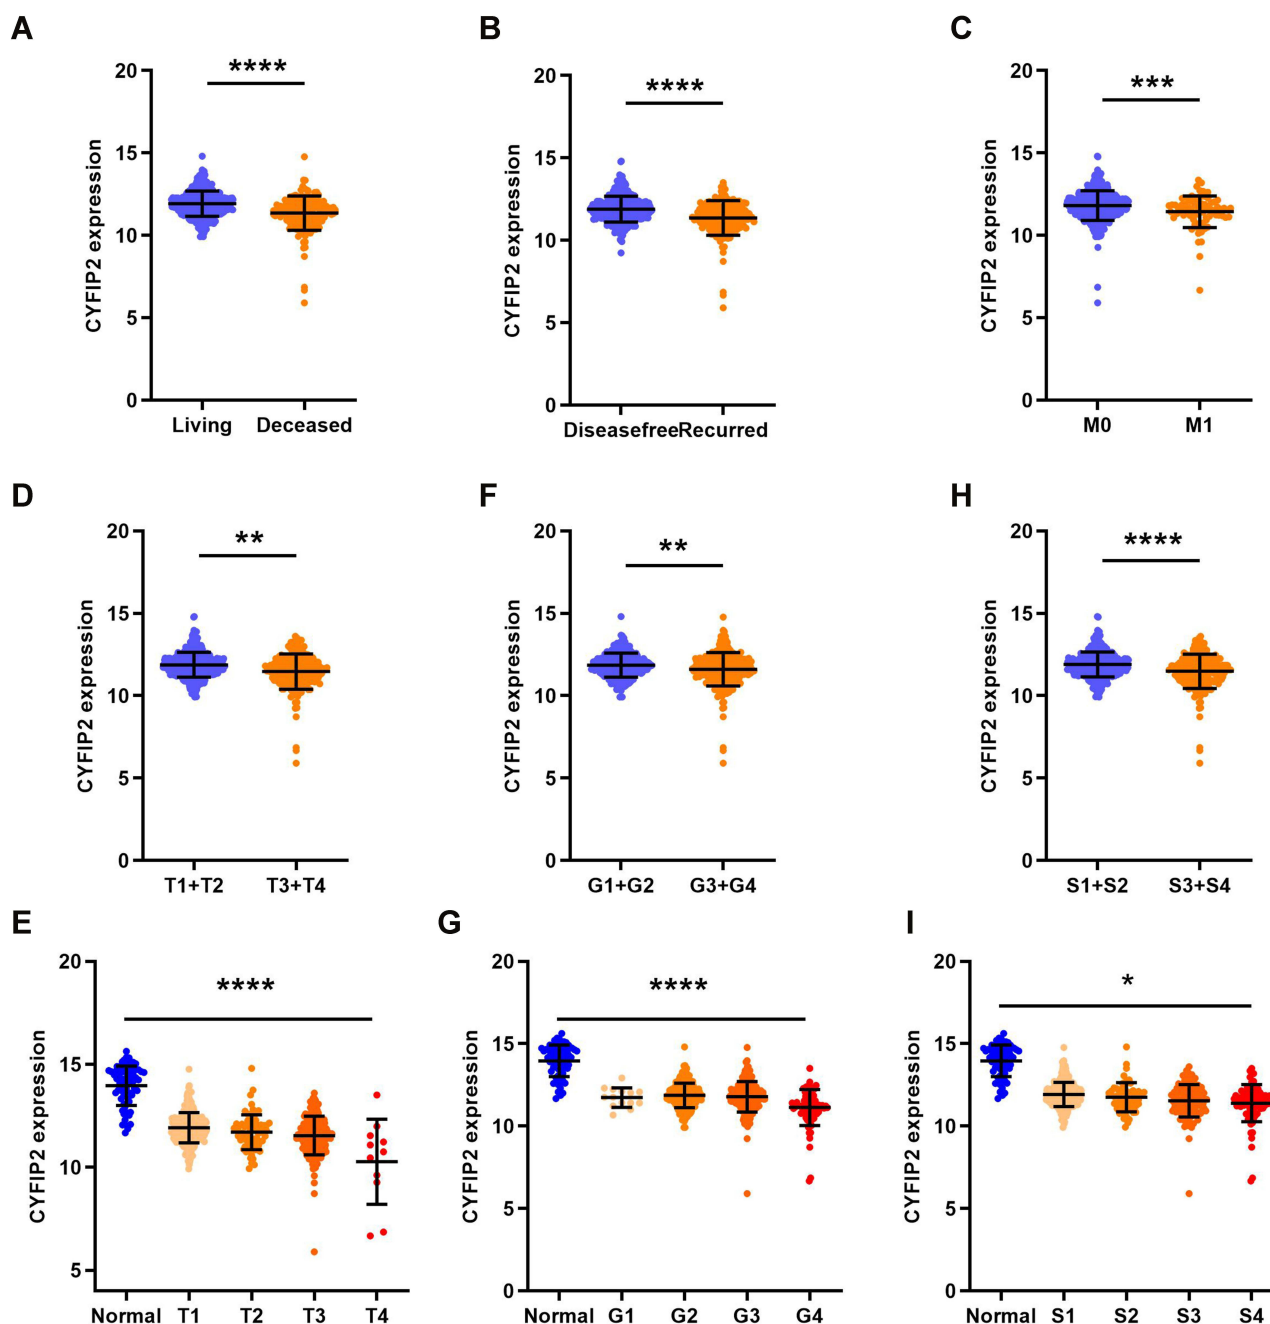 A
CYFIP2 expression
20
15
10
5
0
****
Living Deceased
B
CYFIP2 expression
20
15
10
5
0
****
Diseasefree Recurred
C
CYFIP2 expression
20
15
10
5
0
***
M0 M1
D
CYFIP2 expression
20
15
10
5
0
**
T1+T2 T3+T4
F
CYFIP2 expression
20
15
10
5
0
**
G1+G2 G3+G4
H
CYFIP2 expression
20
15
10
5
0
****
S1+S2 S3+S4
E
CYFIP2 expression
20
15
10
5
****
Normal T1 T2 T3 T4
G
CYFIP2 expression
20
15
10
5
0
****
Normal G1 G2 G3 G4
I
CYFIP2 expression
20
15
10
5
0
*
Normal S1 S2 S3 S4